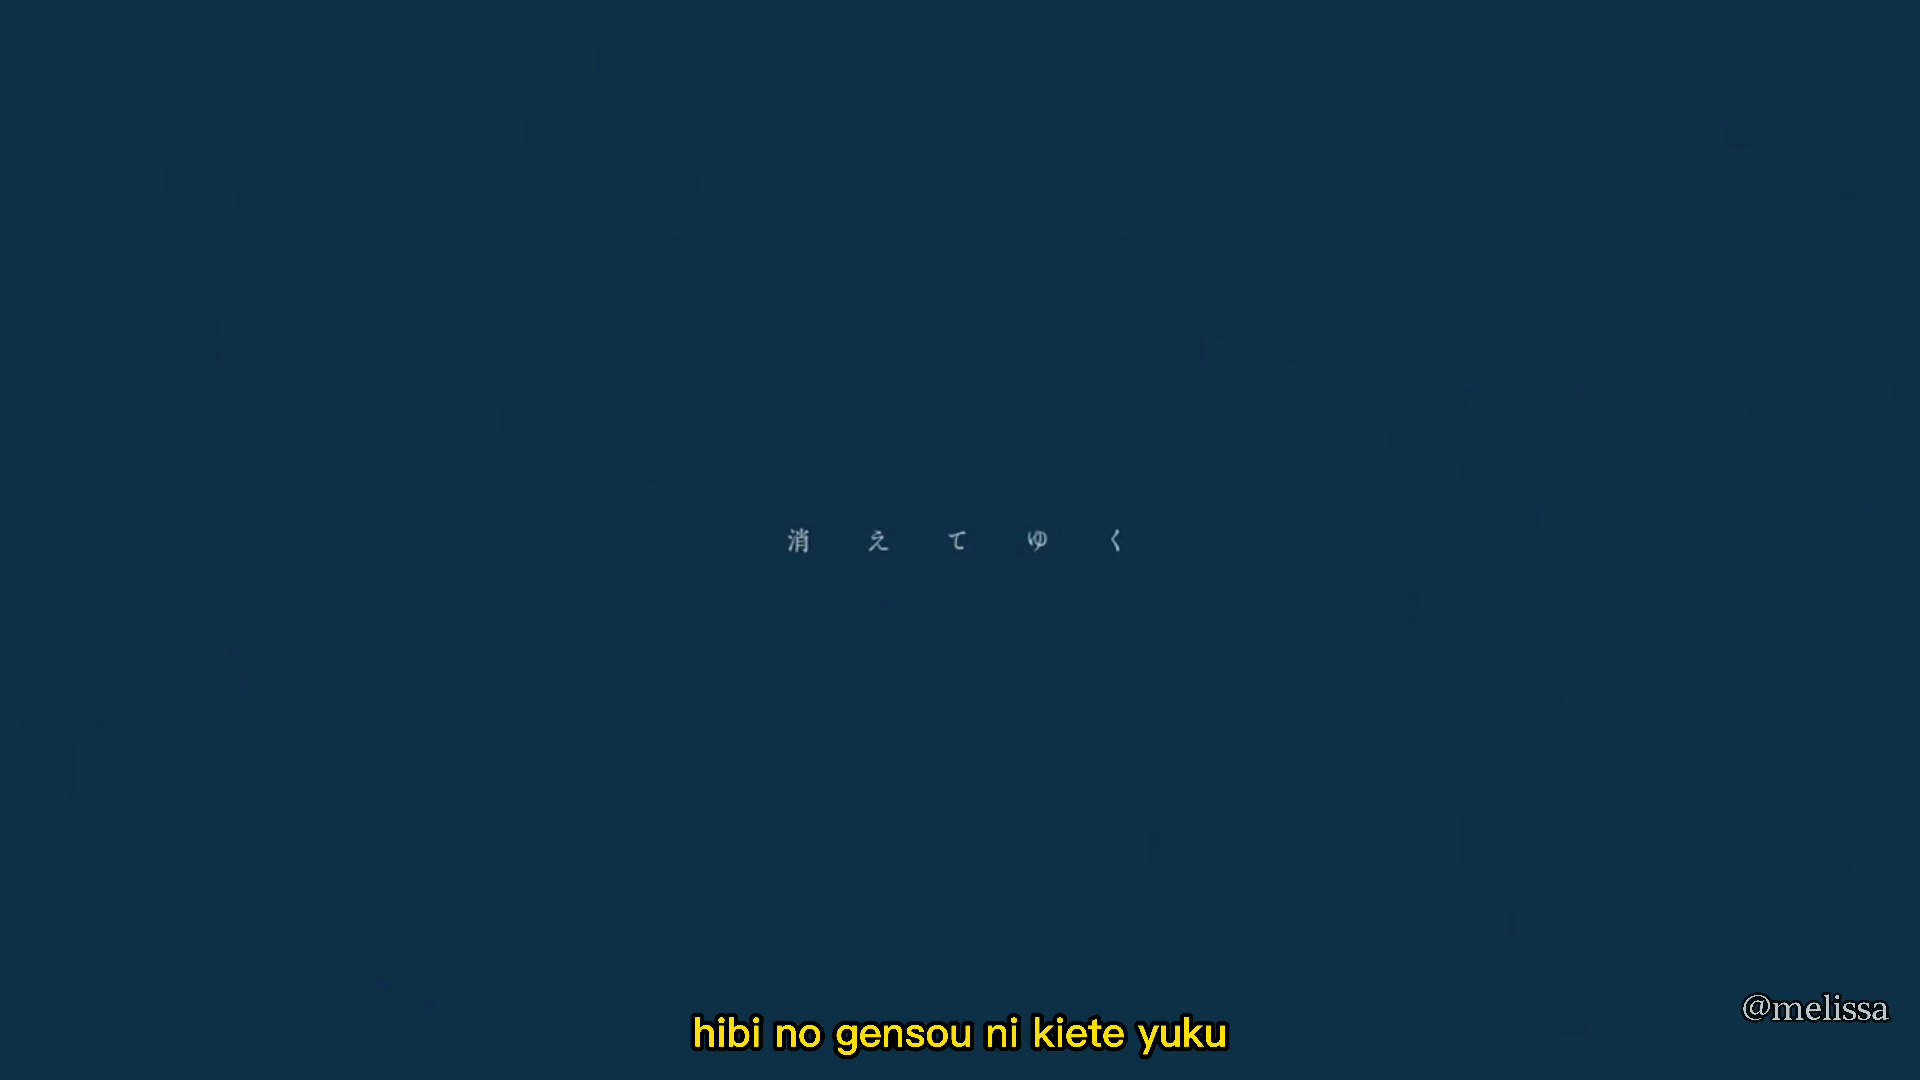 消えてゆく
@melissa
hibi no gensou ni kiete yuku